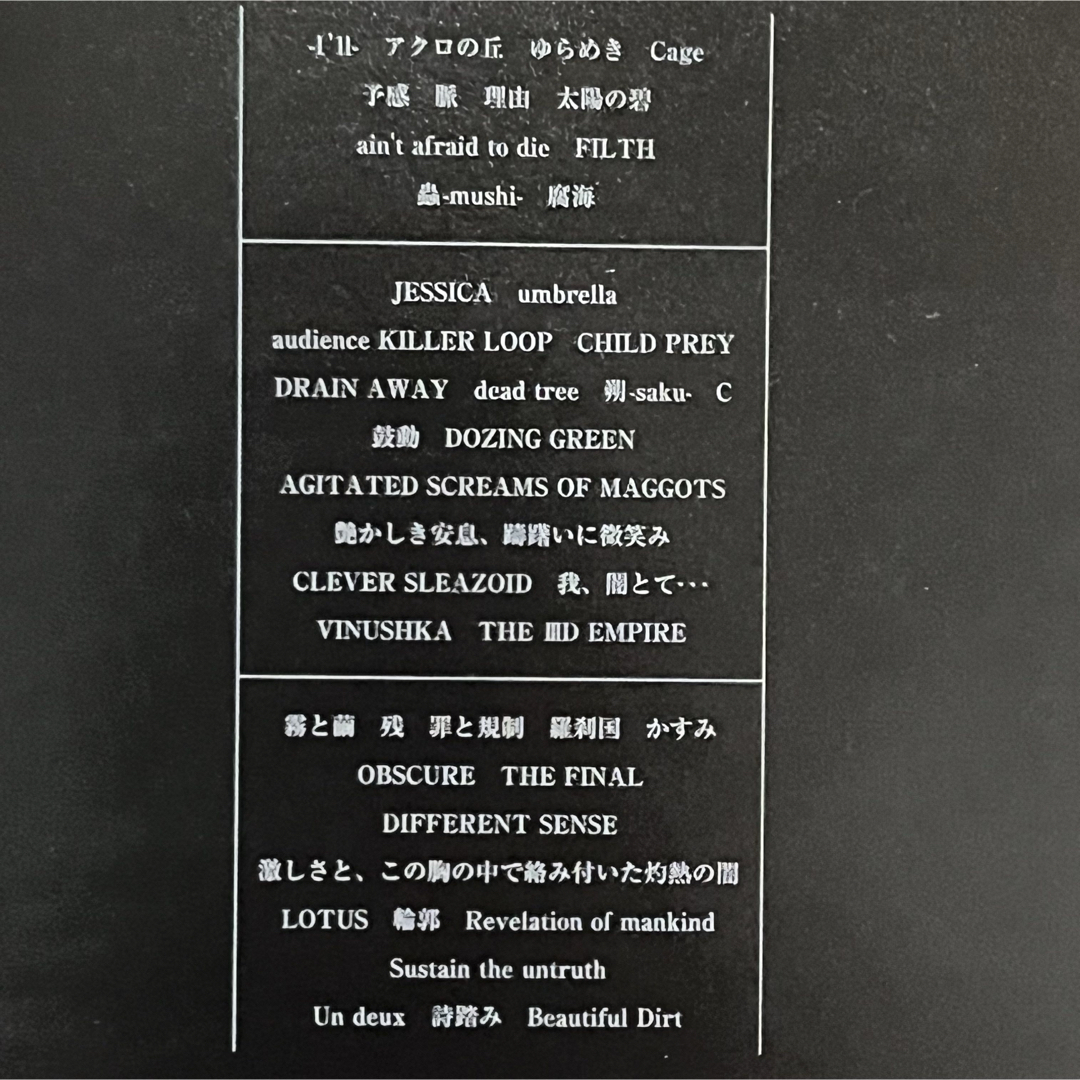 -I'll-　アクロの丘　ゆらめき　Cage
予感　脈　理由　太陽の碧
ain't afraid to die　FILTH
蟲-mushi-　腐海
JESSICA　umbrella
audience KILLER LOOP　CHILD PREY
DRAIN AWAY　dead tree　朔-saku-　C
鼓動　DOZING GREEN
AGITATED SCREAMS OF MAGGOTS
艶かしき安息、躊躇いに微笑み
CLEVER SLEAZOID　我、闇とて…
VINUSHKA　THE ⅢD EMPIRE
霧と繭　残　罪と規制　羅刹国　かすみ
OBSCURE　THE FINAL
DIFFERENT SENSE
激しさと、この胸の中で絡み付いた灼熱の闇
LOTUS　輪郭　Revelation of mankind
Sustain the untruth
Un deux　詩踏み　Beautiful Dirt